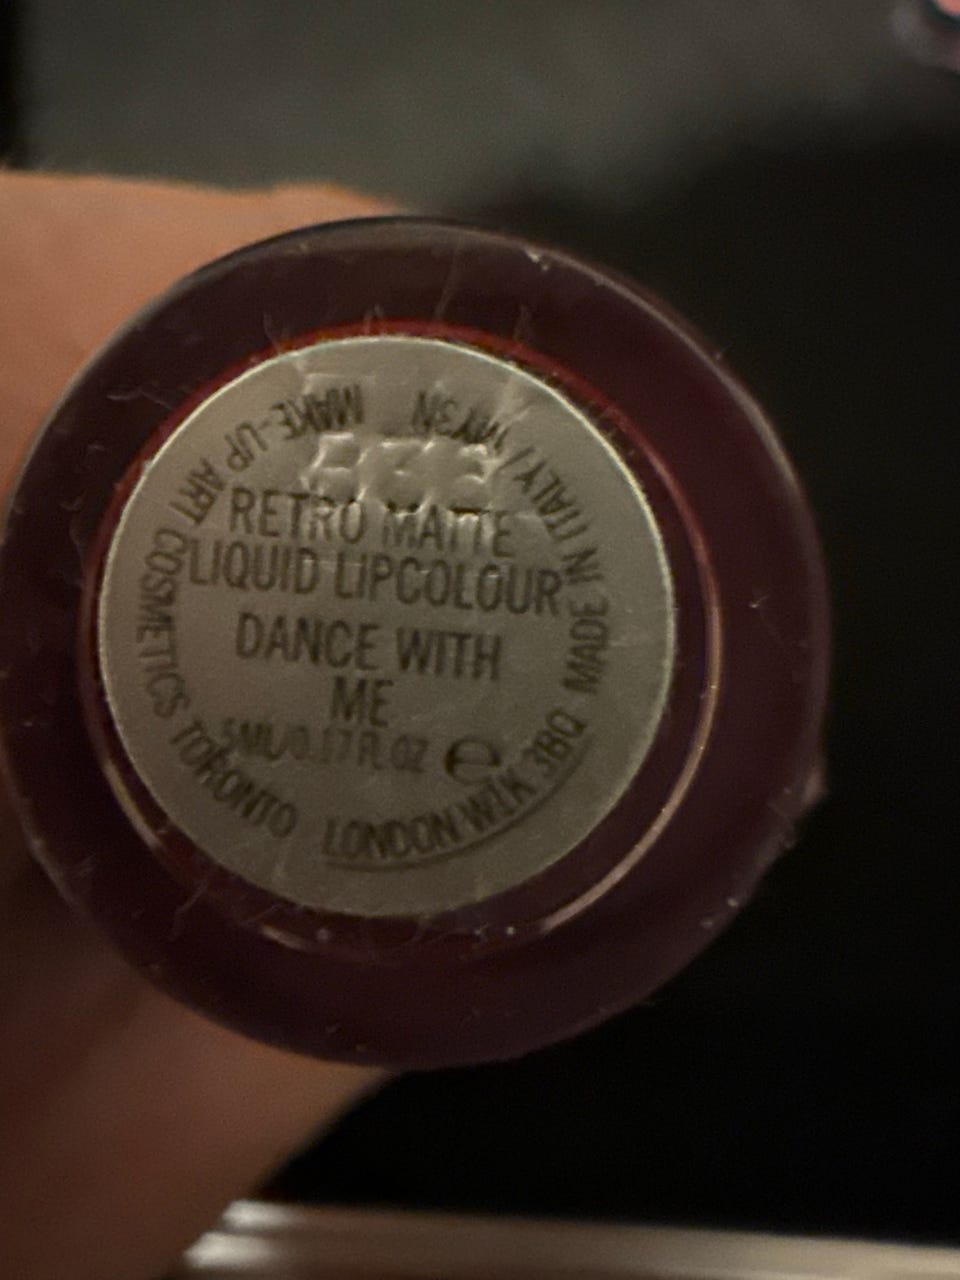 RETRO MATTE
LIQUID LIPCOLOUR
DANCE WITH
ME
5ML/0.17 FL OZ e
MAKE-UP ART COSMETICS TORONTO LONDON W1K 3BQ MADE IN ITALY/